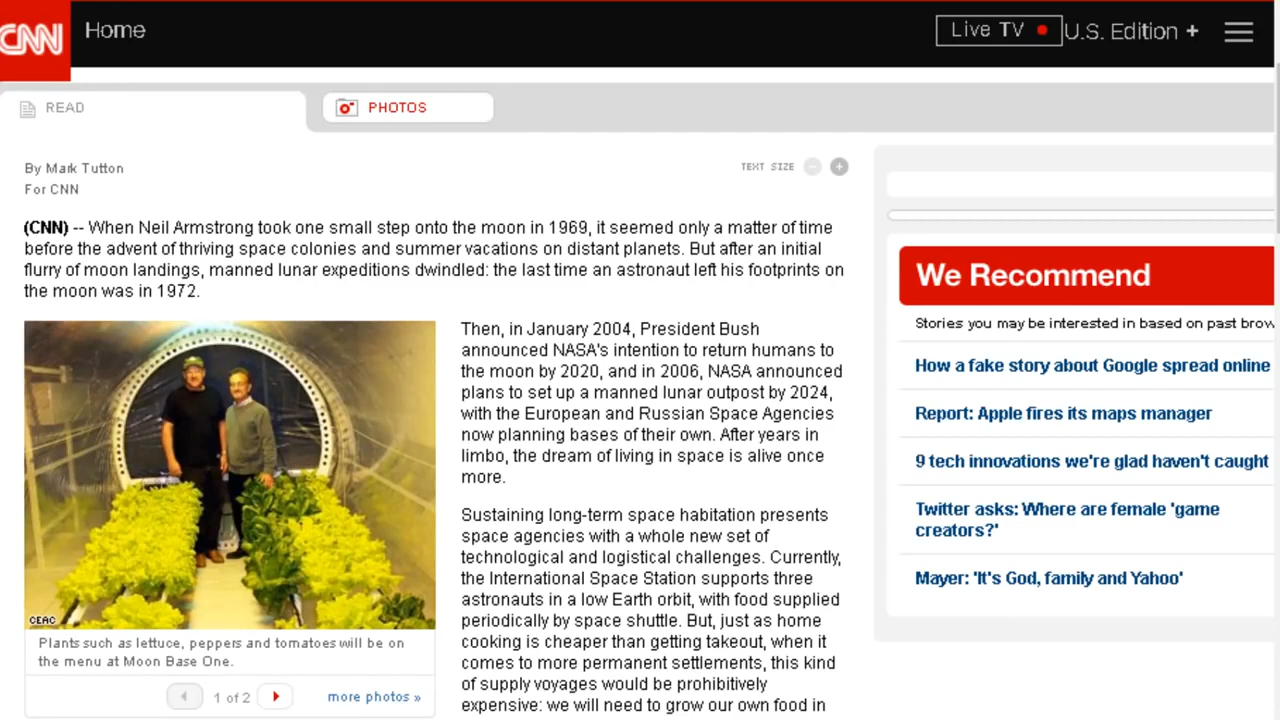 CNN
Home
Live TV
U.S. Edition +
READ
PHOTOS
By Mark Tutton
For CNN
TEXT SIZE
(CNN) -- When Neil Armstrong took one small step onto the moon in 1969, it seemed only a matter of time
before the advent of thriving space colonies and summer vacations on distant planets. But after an initial
flurry of moon landings, manned lunar expeditions dwindled: the last time an astronaut left his footprints on
the moon was in 1972.
CEAC
Plants such as lettuce, peppers and tomatoes will be on
the menu at Moon Base One.
1 of 2
more photos »
Then, in January 2004, President Bush
announced NASA's intention to return humans to
the moon by 2020, and in 2006, NASA announced
plans to set up a manned lunar outpost by 2024,
with the European and Russian Space Agencies
now planning bases of their own. After years in
limbo, the dream of living in space is alive once
more.
Sustaining long-term space habitation presents
space agencies with a whole new set of
technological and logistical challenges. Currently,
the International Space Station supports three
astronauts in a low Earth orbit, with food supplied
periodically by space shuttle. But, just as home
cooking is cheaper than getting takeout, when it
comes to more permanent settlements, this kind
of supply voyages would be prohibitively
expensive: we will need to grow our own food in
We Recommend
Stories you may be interested in based on past brow
How a fake story about Google spread online
Report: Apple fires its maps manager
9 tech innovations we're glad haven't caught
Twitter asks: Where are female 'game
creators?'
Mayer: 'It's God, family and Yahoo'